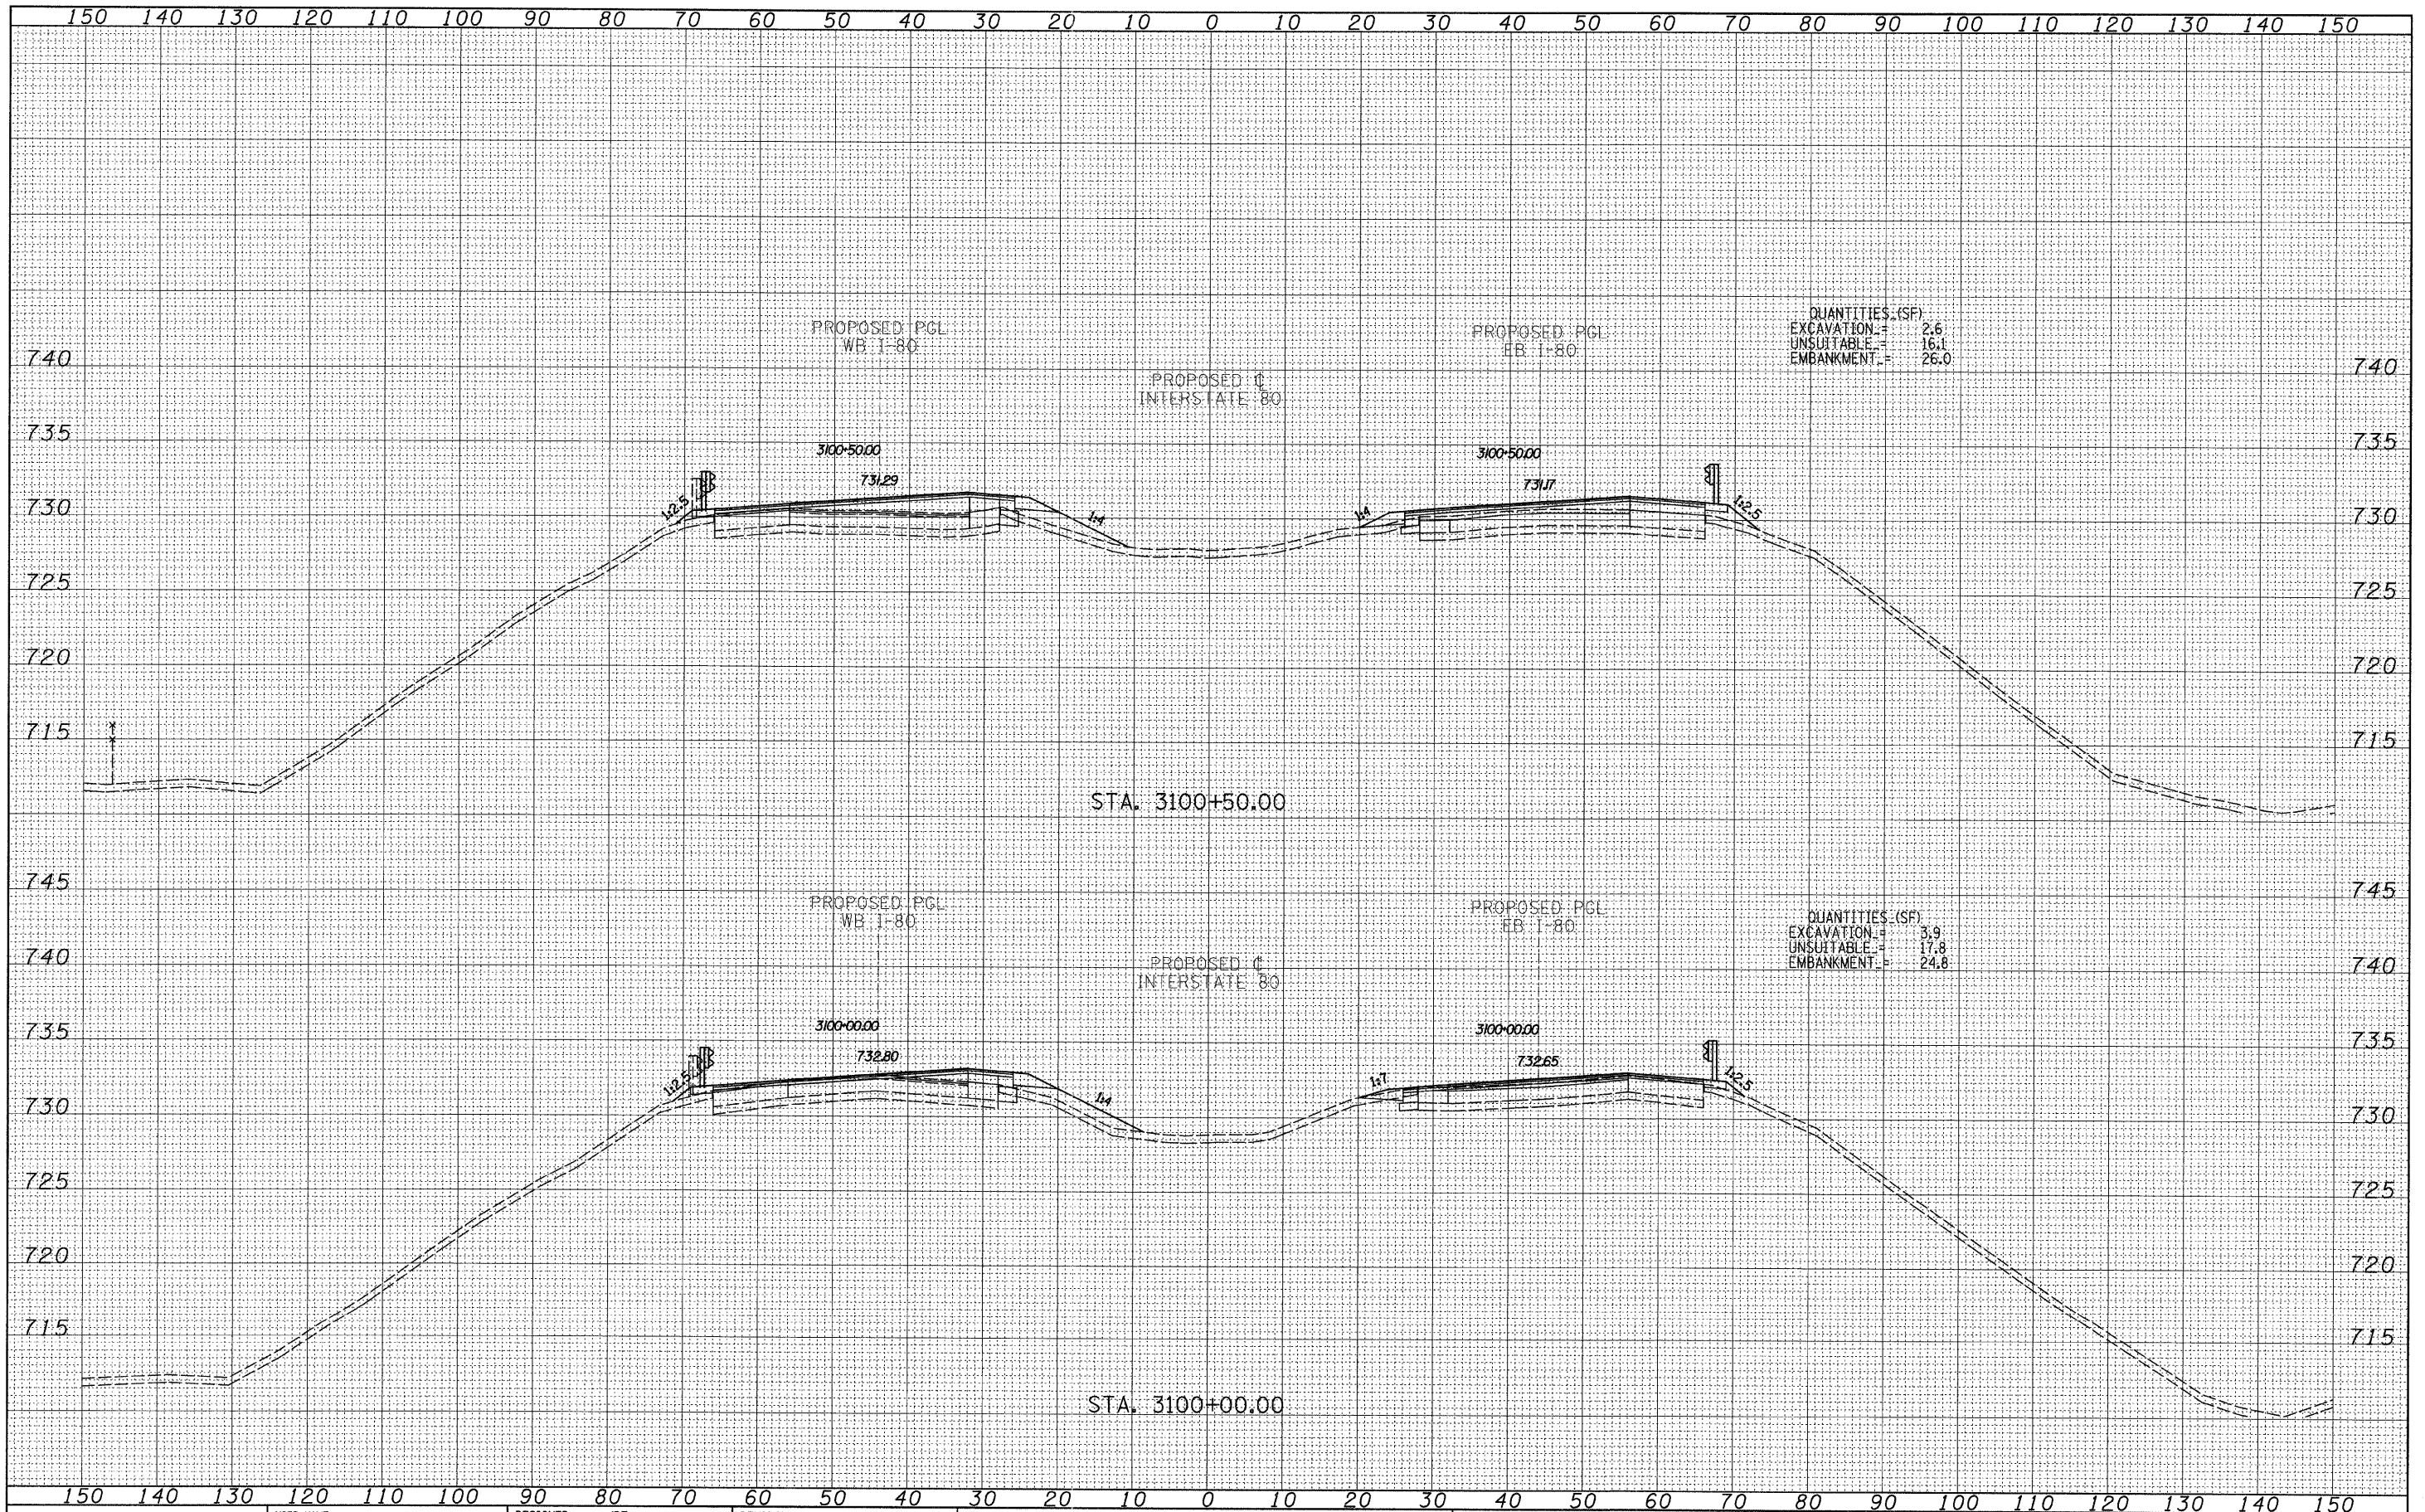 150 140 130 120 110 100 90 80 70 60 50 40 30 20 10 0 10 20 30 40 50 60 70 80 90 100 110 120 130 140 150
QUANTITIES (SF)
EXCAVATION = 2.6
UNSUITABLE = 16.1
EMBANKMENT = 26.0
PROPOSED PGL
WB I-80
PROPOSED PGL
EB I-80
740 740
PROPOSED ℄
INTERSTATE 80
735 735
3100+50.00 3100+50.00
731.29 731.17
730 1:2.5 1:4 1:4 1:2.5 730
725 725
720 720
715 715
STA. 3100+50.00
745 745
PROPOSED PGL
WB I-80
PROPOSED PGL
EB I-80
QUANTITIES (SF)
EXCAVATION = 3.9
UNSUITABLE = 17.8
EMBANKMENT = 24.8
740 740
PROPOSED ℄
INTERSTATE 80
735 735
3100+00.00 3100+00.00
732.80 732.65
1:2.5 1:4 1:7 1:2.5
730 730
725 725
720 720
715 715
STA. 3100+00.00
150 140 130 120 110 100 90 80 70 60 50 40 30 20 10 0 10 20 30 40 50 60 70 80 90 100 110 120 130 140 150